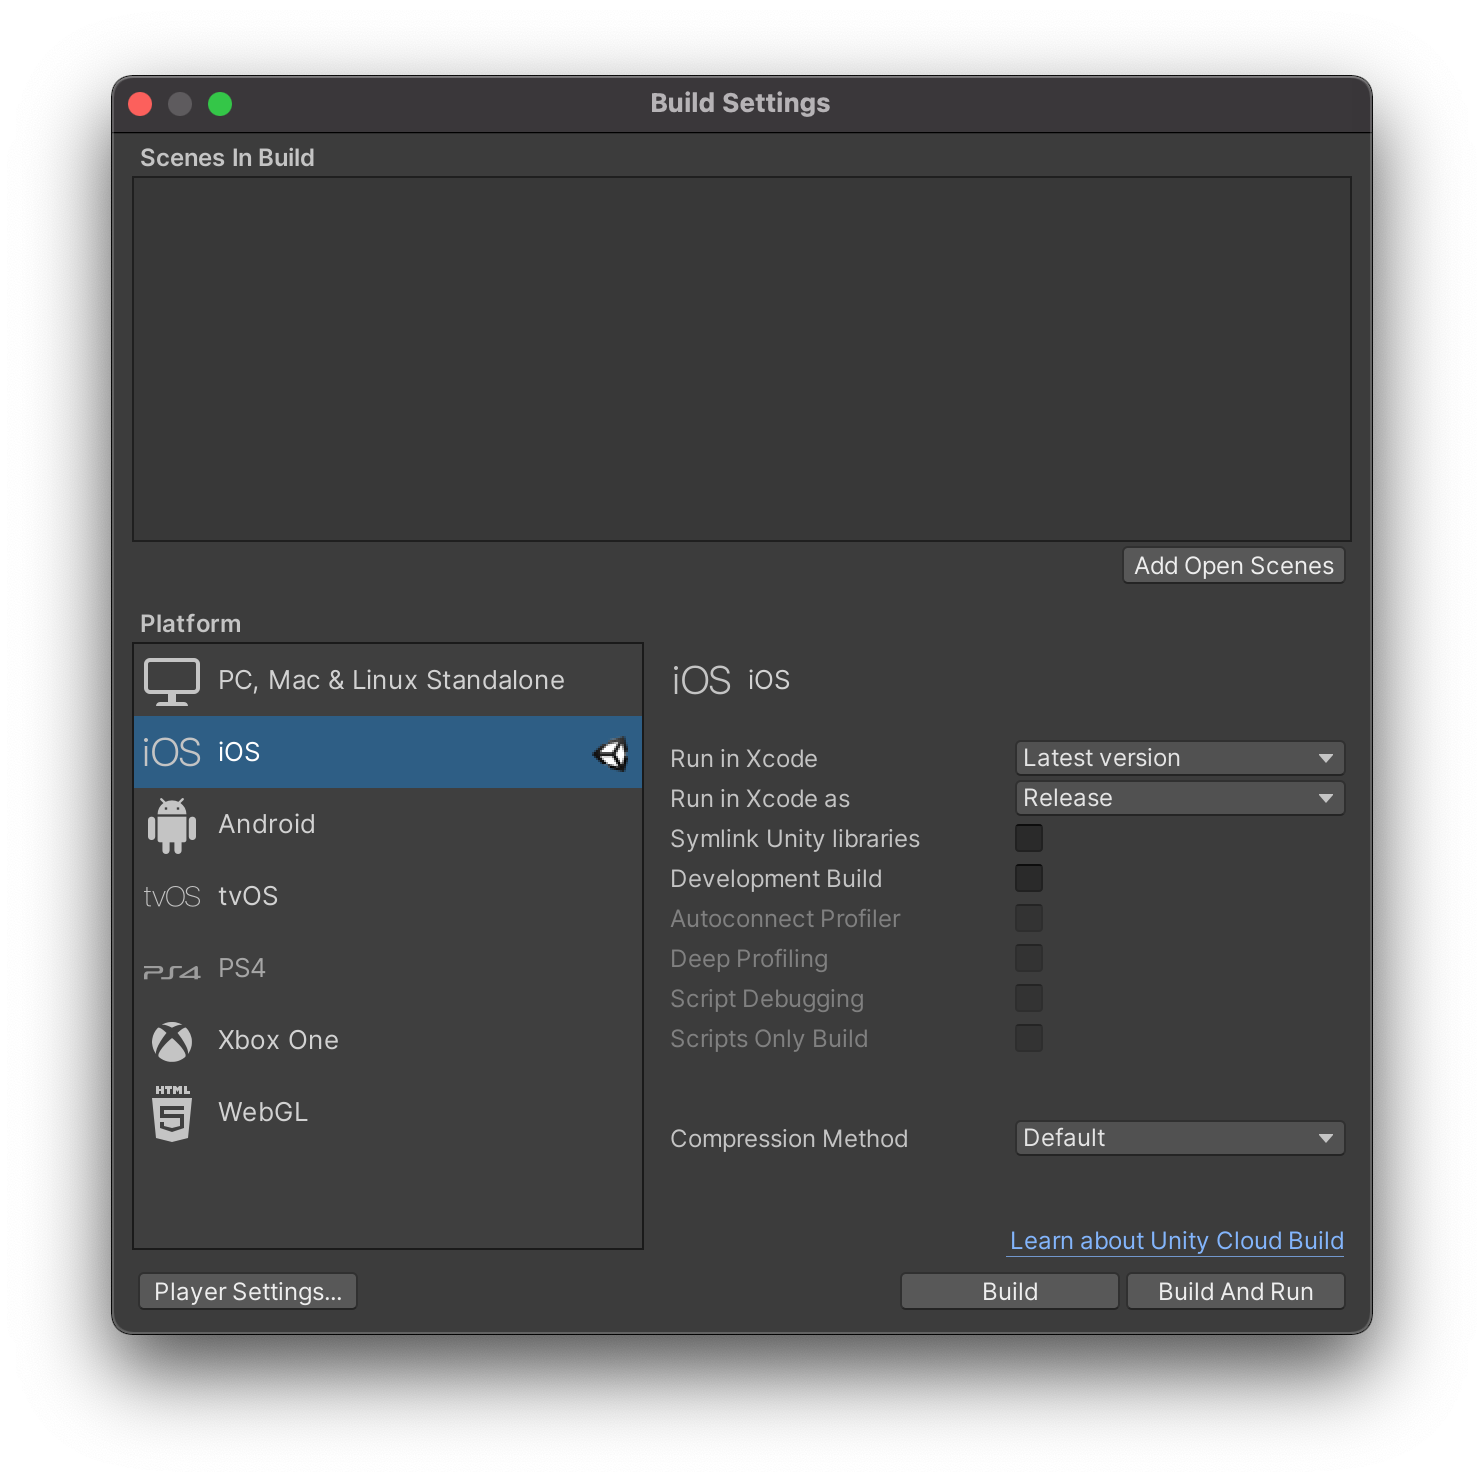 Build Settings
Scenes In Build
Add Open Scenes
Platform
PC, Mac & Linux Standalone
iOS iOS
Android
tvOS tvOS
PS4 PS4
Xbox One
HTML
5 WebGL
iOS iOS
Run in Xcode Latest version
Run in Xcode as Release
Symlink Unity libraries
Development Build
Autoconnect Profiler
Deep Profiling
Script Debugging
Scripts Only Build
Compression Method Default
Learn about Unity Cloud Build
Player Settings... Build Build And Run